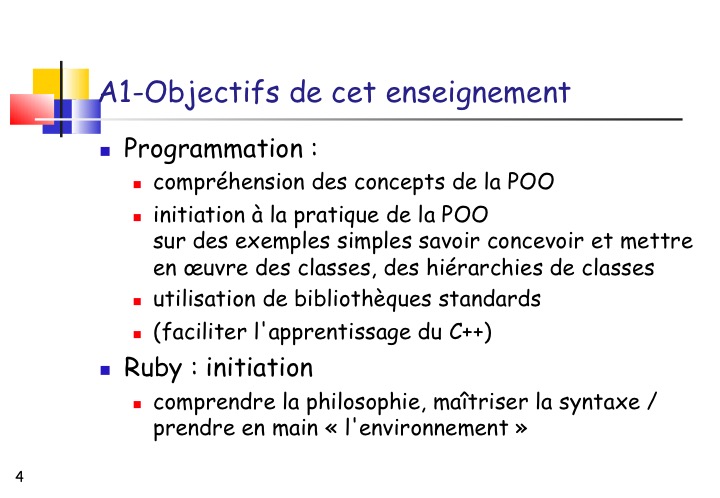 A1-Objectifs de cet enseignement
Programmation :
compréhension des concepts de la POO
initiation à la pratique de la POO
sur des exemples simples savoir concevoir et mettre
en œuvre des classes, des hiérarchies de classes
utilisation de bibliothèques standards
(faciliter l'apprentissage du C++)
Ruby : initiation
comprendre la philosophie, maîtriser la syntaxe /
prendre en main « l'environnement »
4